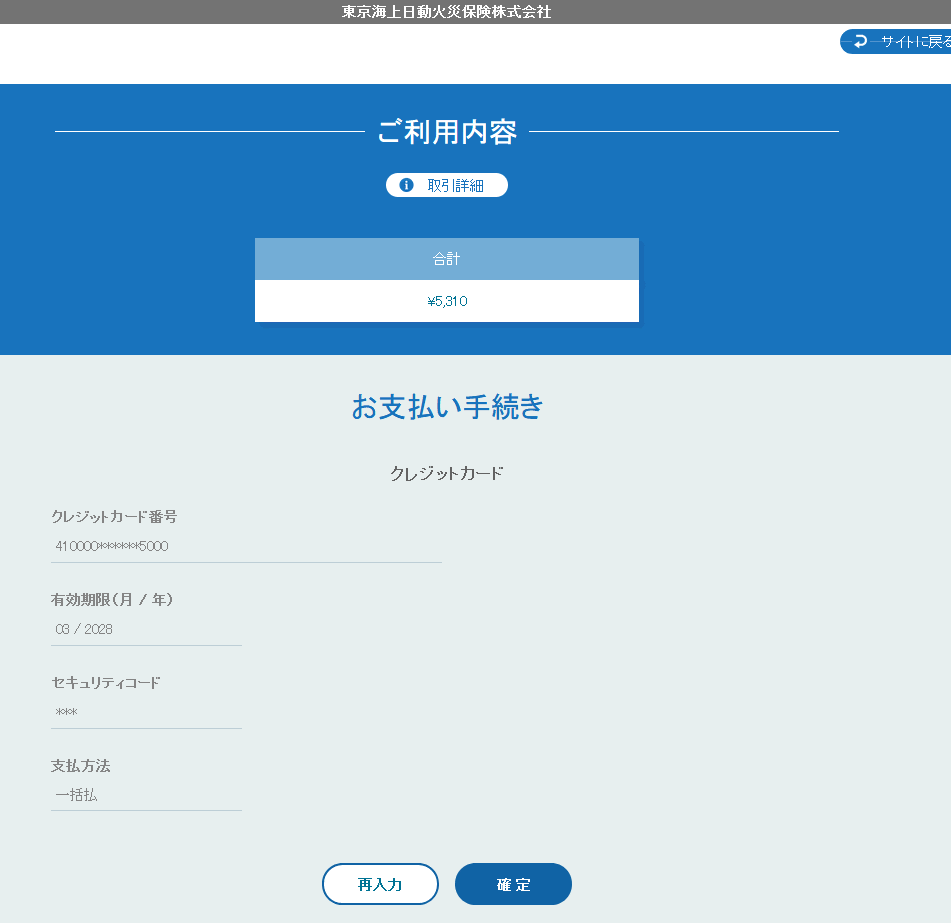 東京海上日動火災保険株式会社
サイトに戻る
ご利用内容
取引詳細
合計
¥5,310
お支払い手続き
クレジットカード
クレジットカード番号
410000******5000
有効期限(月 / 年)
03 / 2028
セキュリティコード
***
支払方法
一括払
再入力
確定